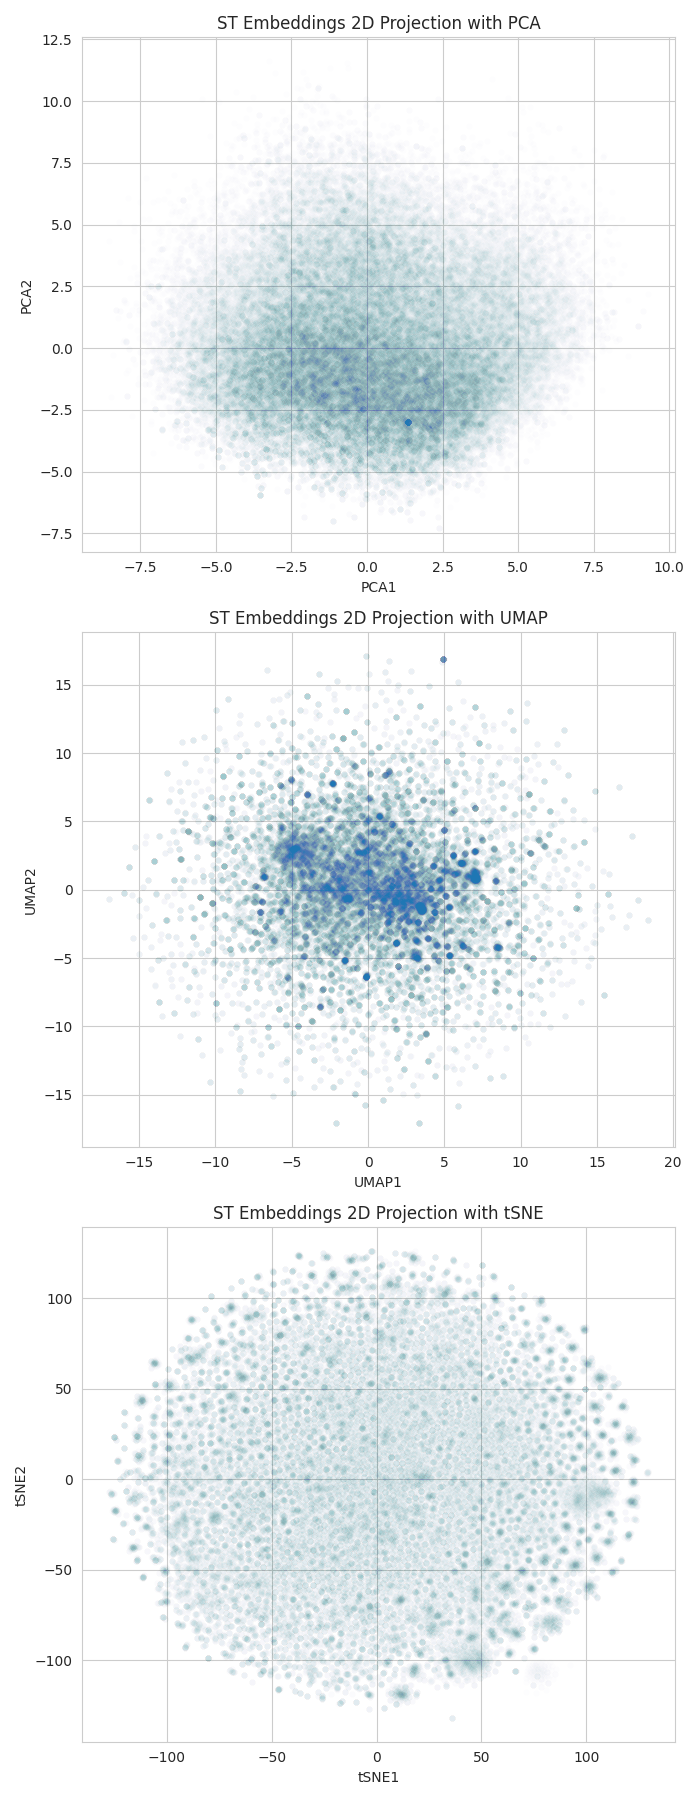 ST Embeddings 2D Projection with PCA
12.5
10.0
7.5
5.0
2.5
0.0
−2.5
−5.0
−7.5
PCA2
−7.5 −5.0 −2.5 0.0 2.5 5.0 7.5 10.0
PCA1
ST Embeddings 2D Projection with UMAP
15
10
5
0
−5
−10
−15
UMAP2
−15 −10 −5 0 5 10 15 20
UMAP1
ST Embeddings 2D Projection with tSNE
100
50
0
−50
−100
tSNE2
−100 −50 0 50 100
tSNE1